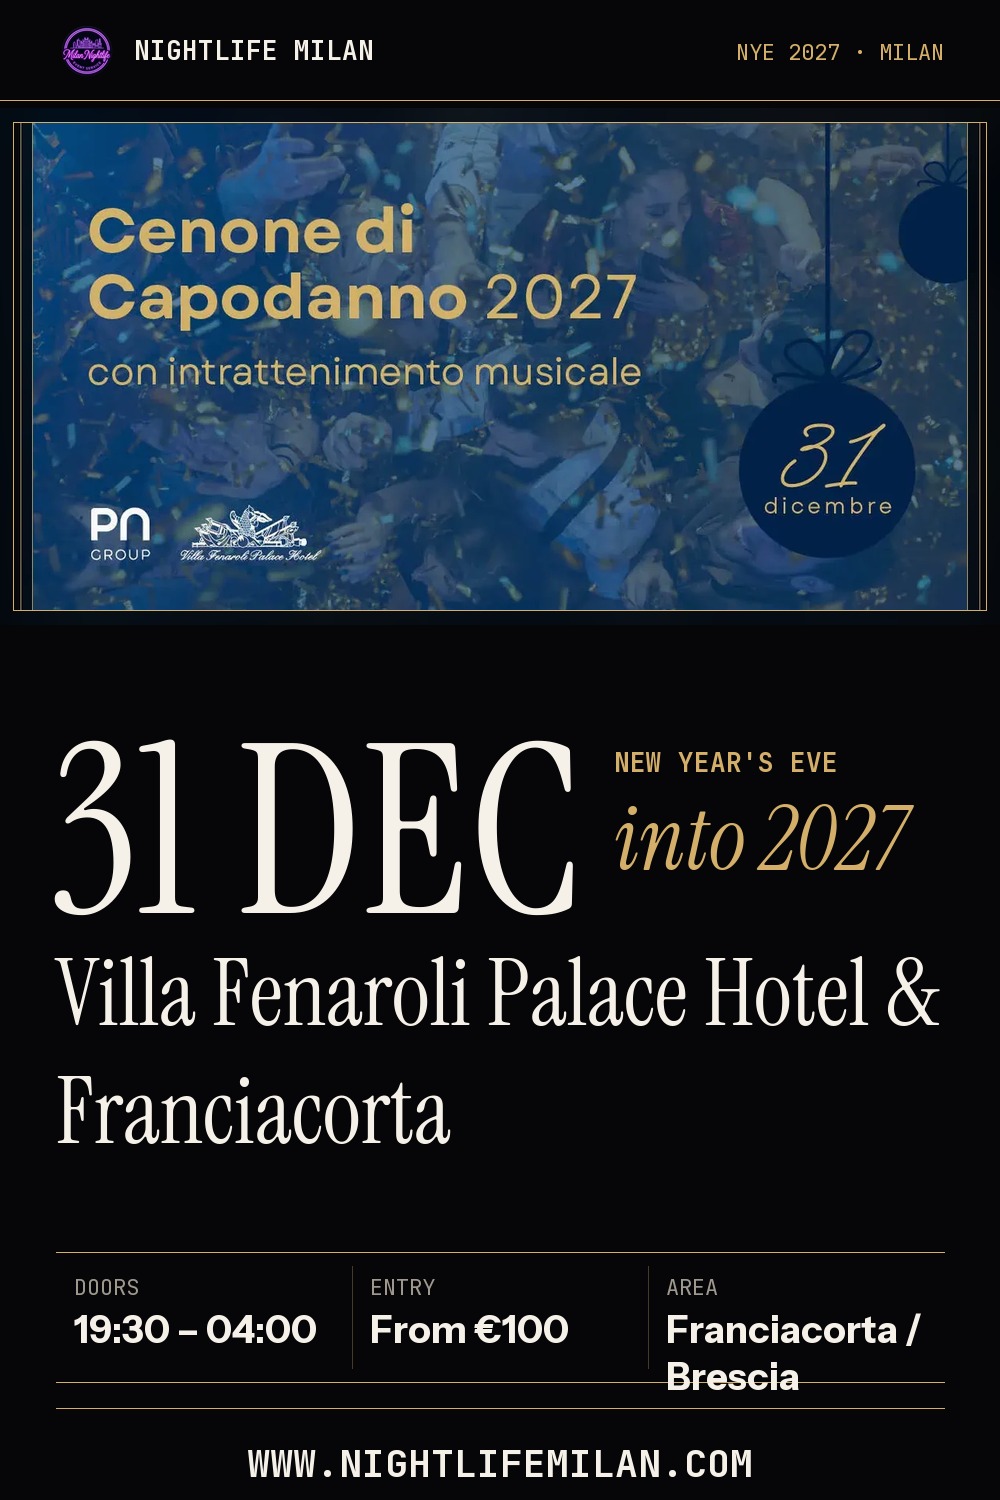 Milan Nightlife
NIGHTLIFE MILAN
NYE 2027 · MILAN
Cenone di
Capodanno 2027
con intrattenimento musicale
31
dicembre
PN
GROUP
Villa Fenaroli Palace Hotel
31 DEC
NEW YEAR'S EVE
into 2027
Villa Fenaroli Palace Hotel &
Franciacorta
DOORS
19:30 – 04:00
ENTRY
From €100
AREA
Franciacorta /
Brescia
WWW.NIGHTLIFEMILAN.COM